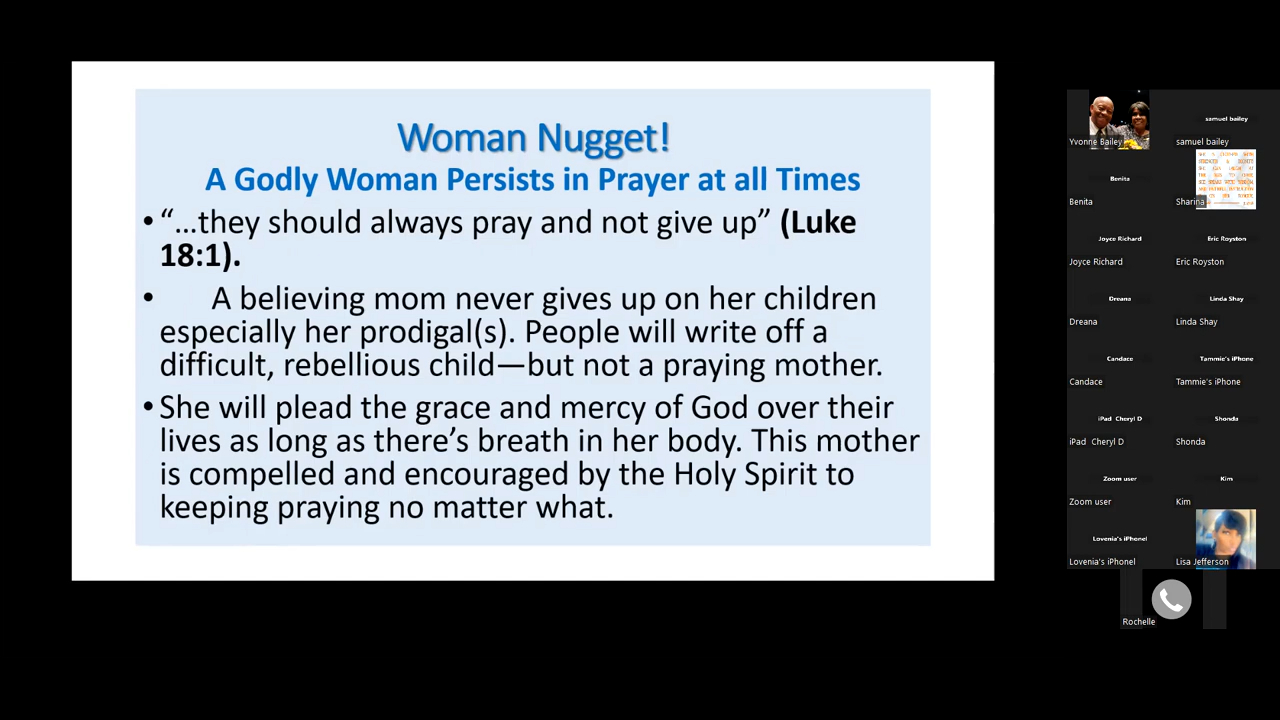 Woman Nugget!
A Godly Woman Persists in Prayer at all Times
• “...they should always pray and not give up” (Luke
18:1).
• A believing mom never gives up on her children
especially her prodigal(s). People will write off a
difficult, rebellious child—but not a praying mother.
• She will plead the grace and mercy of God over their
lives as long as there’s breath in her body. This mother
is compelled and encouraged by the Holy Spirit to
keeping praying no matter what.
Yvonne Bailey
samuel bailey
samuel bailey
Benita
Benita
Sharina
Joyce Richard
Joyce Richard
Eric Royston
Eric Royston
Dreana
Dreana
Linda Shay
Linda Shay
Candace
Candace
Tammie's iPhone
Tammie's iPhone
iPad Cheryl D
iPad Cheryl D
Shonda
Shonda
Zoom user
Zoom user
Kim
Kim
Lovenia's iPhonel
Lovenia's iPhonel
Lisa Jefferson
Rochelle